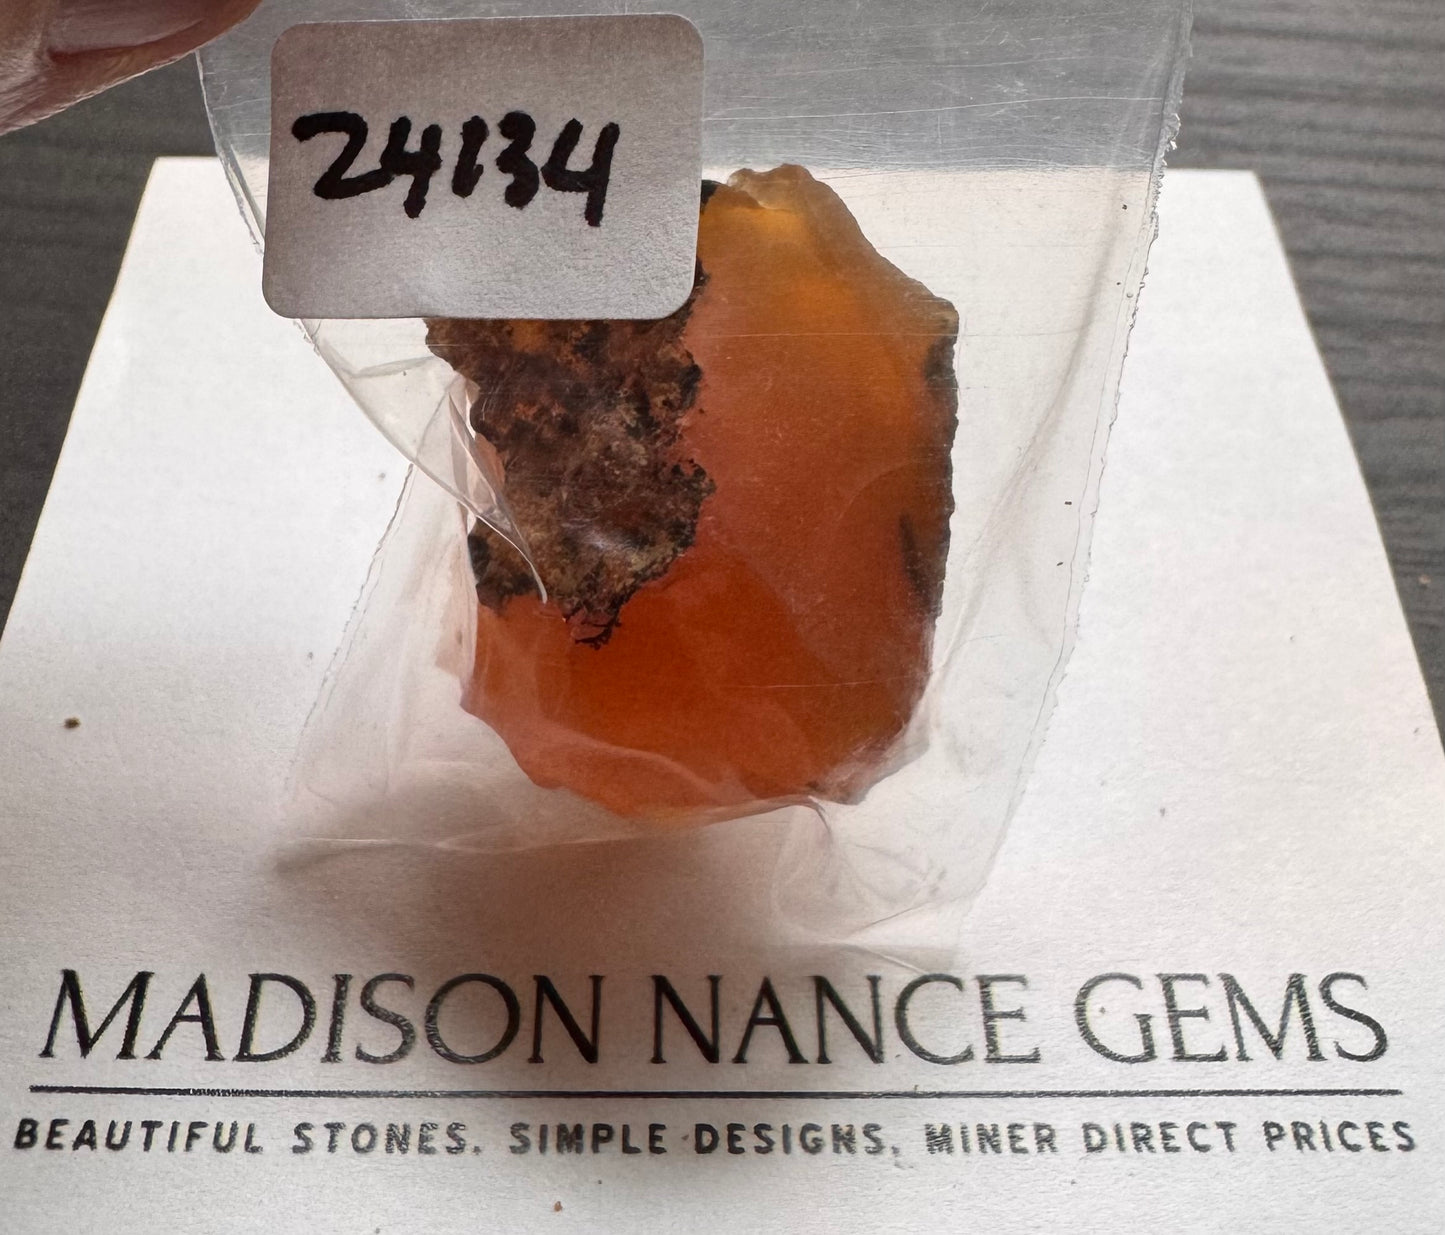 24134
MADISON NANCE GEMS
BEAUTIFUL STONES. SIMPLE DESIGNS. MINER DIRECT PRICES